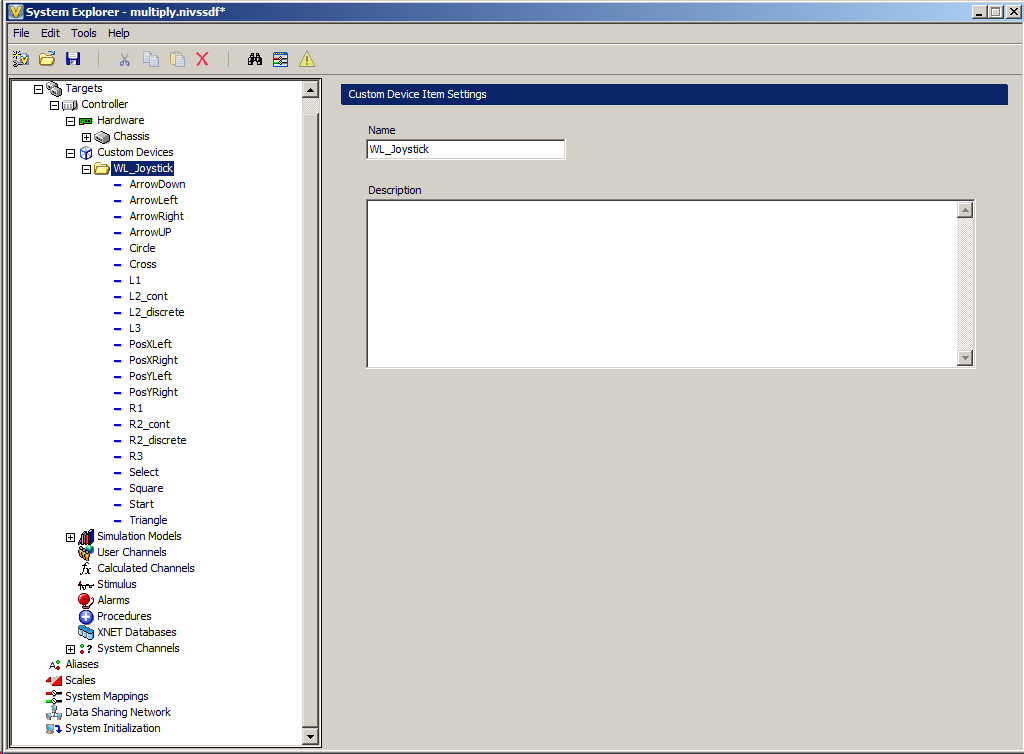 System Explorer - multiply.nivssdf*
File Edit Tools Help
Targets
Controller
Hardware
Chassis
Custom Devices
WL_Joystick
ArrowDown
ArrowLeft
ArrowRight
ArrowUP
Circle
Cross
L1
L2_cont
L2_discrete
L3
PosXLeft
PosXRight
PosYLeft
PosYRight
R1
R2_cont
R2_discrete
R3
Select
Square
Start
Triangle
Simulation Models
User Channels
Calculated Channels
Stimulus
Alarms
Procedures
XNET Databases
System Channels
Aliases
Scales
System Mappings
Data Sharing Network
System Initialization
Custom Device Item Settings
Name
WL_Joystick
Description